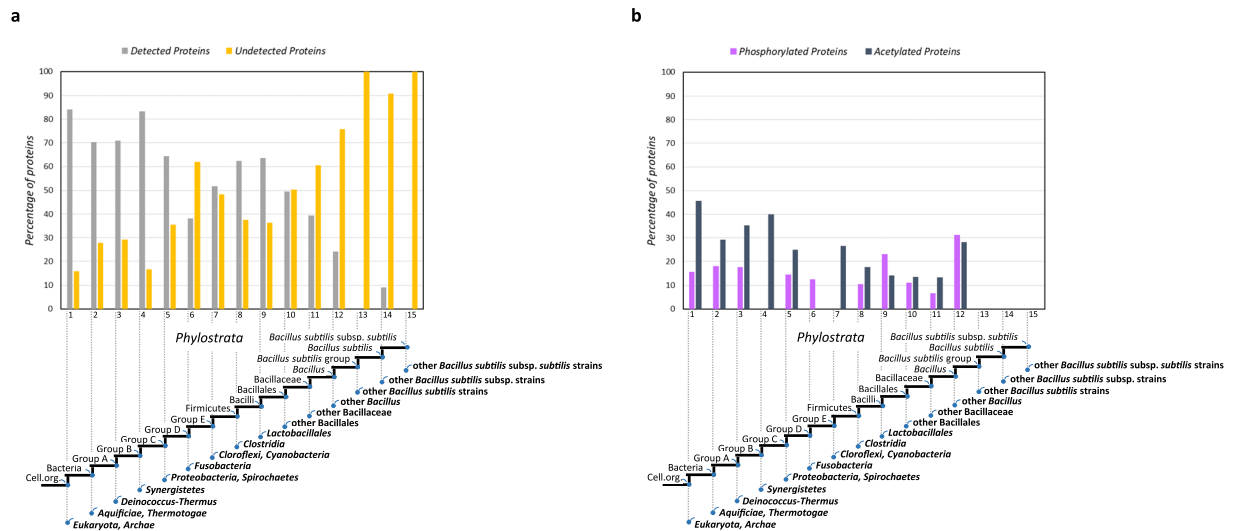 a
Detected Proteins
Undetected Proteins
Percentage of proteins
100
90
80
70
60
50
40
30
20
10
0
1 2 3 4 5 6 7 8 9 10 11 12 13 14 15
Phylostrata
Bacillus subtilis subsp. subtilis
Bacillus subtilis
Bacillus subtilis group
Bacillus
Bacillaceae
Bacillales
Bacilli
Firmicutes
Group E
Group D
Group C
Group B
Group A
Bacteria
Cell.org.
other Bacillus subtilis subsp. subtilis strains
other Bacillus subtilis subsp. strains
other Bacillus subtilis strains
other Bacillus
other Bacillaceae
other Bacillales
Lactobacillales
Clostridia
Cloroflexi, Cyanobacteria
Fusobacteria
Proteobacteria, Spirochaetes
Synergistetes
Deinococcus-Thermus
Aquificiae, Thermotogae
Eukaryota, Archae
b
Phosphorylated Proteins
Acetylated Proteins
Percentage of proteins
100
90
80
70
60
50
40
30
20
10
0
1 2 3 4 5 6 7 8 9 10 11 12 13 14 15
Phylostrata
Bacillus subtilis subsp. subtilis
Bacillus subtilis
Bacillus subtilis group
Bacillus
Bacillaceae
Bacillales
Bacilli
Firmicutes
Group E
Group D
Group C
Group B
Group A
Bacteria
Cell.org.
other Bacillus subtilis subsp. subtilis strains
other Bacillus subtilis subsp. strains
other Bacillus subtilis strains
other Bacillus
other Bacillaceae
other Bacillales
Lactobacillales
Clostridia
Cloroflexi, Cyanobacteria
Fusobacteria
Proteobacteria, Spirochaetes
Synergistetes
Deinococcus-Thermus
Aquificiae, Thermotogae
Eukaryota, Archae